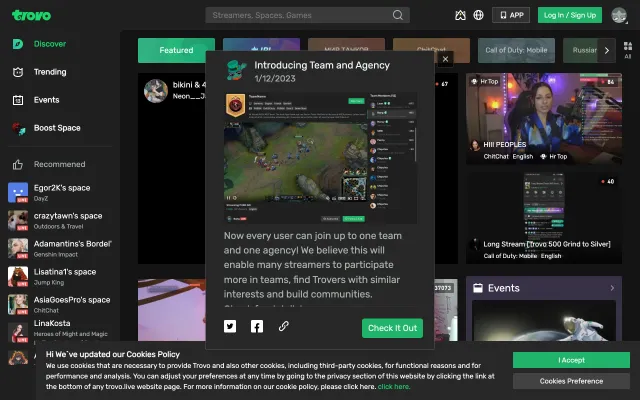 trovo
Streamers, Spaces, Games
APP
Log In / Sign Up
Discover
Trending
Events
Boost Space
Recommened
Egor2K's space
DayZ
LIVE
crazytawn's space
Outdoors & Travel
LIVE
Adamantins's Bordel'
Genshin Impact
LIVE
Lisatina1's space
Jump King
LIVE
AsiaGoesPro's space
ChitChat
LIVE
LinaKosta
Heroes of Might and Magic
Featured
ChitChat
Call of Duty: Mobile
Russian
All
bikini & 4
Neon__Ja
67
Introducing Team and Agency
1/12/2023
Now every user can join up to one team
and one agency! We believe this will
enable many streamers to participate
more in teams, find Trovers with similar
interests and build communities.
Check It Out
Hr Top
84
HIII PEOPLES
ChitChat English Hr Top
40
Long Stream [Trovo 500 Grind to Silver]
Call of Duty: Mobile English
Events
Hi We`ve updated our Cookies Policy
We use cookies that are necessary to provide Trovo and also other cookies, including third-party cookies, for functional reasons and for
performance and analysis. You can adjust your preferences at any time by going to the privacy section of this website by clicking the link at
the bottom of any trovo.live website page. For more information on our cookie policy, please click here. click here.
I Accept
Cookies Preference